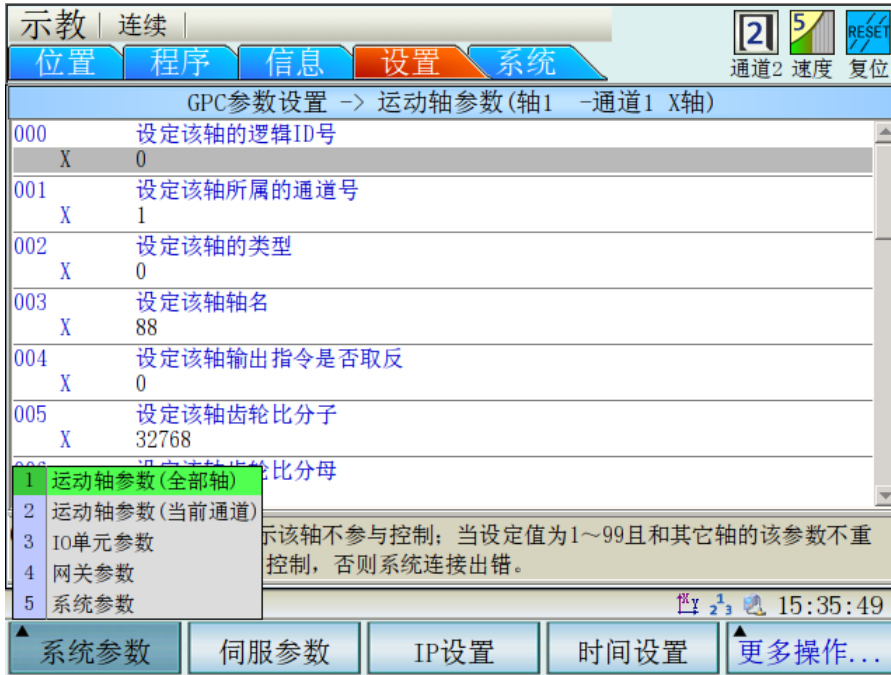 示教 连续
2 5 RESET
通道2 速度 复位
位置 程序 信息 设置 系统
GPC参数设置 -> 运动轴参数(轴1 -通道1 X轴)
000 设定该轴的逻辑ID号
X 0
001 设定该轴所属的通道号
X 1
002 设定该轴的类型
X 0
003 设定该轴轴名
X 88
004 设定该轴输出指令是否取反
X 0
005 设定该轴齿轮比分子
X 32768
比分母
1 运动轴参数(全部轴)
2 运动轴参数(当前通道)
3 IO单元参数
4 网关参数
5 系统参数
示该轴不参与控制；当设定值为1～99且和其它轴的该参数不重
控制，否则系统连接出错。
15:35:49
系统参数 伺服参数 IP设置 时间设置 更多操作...